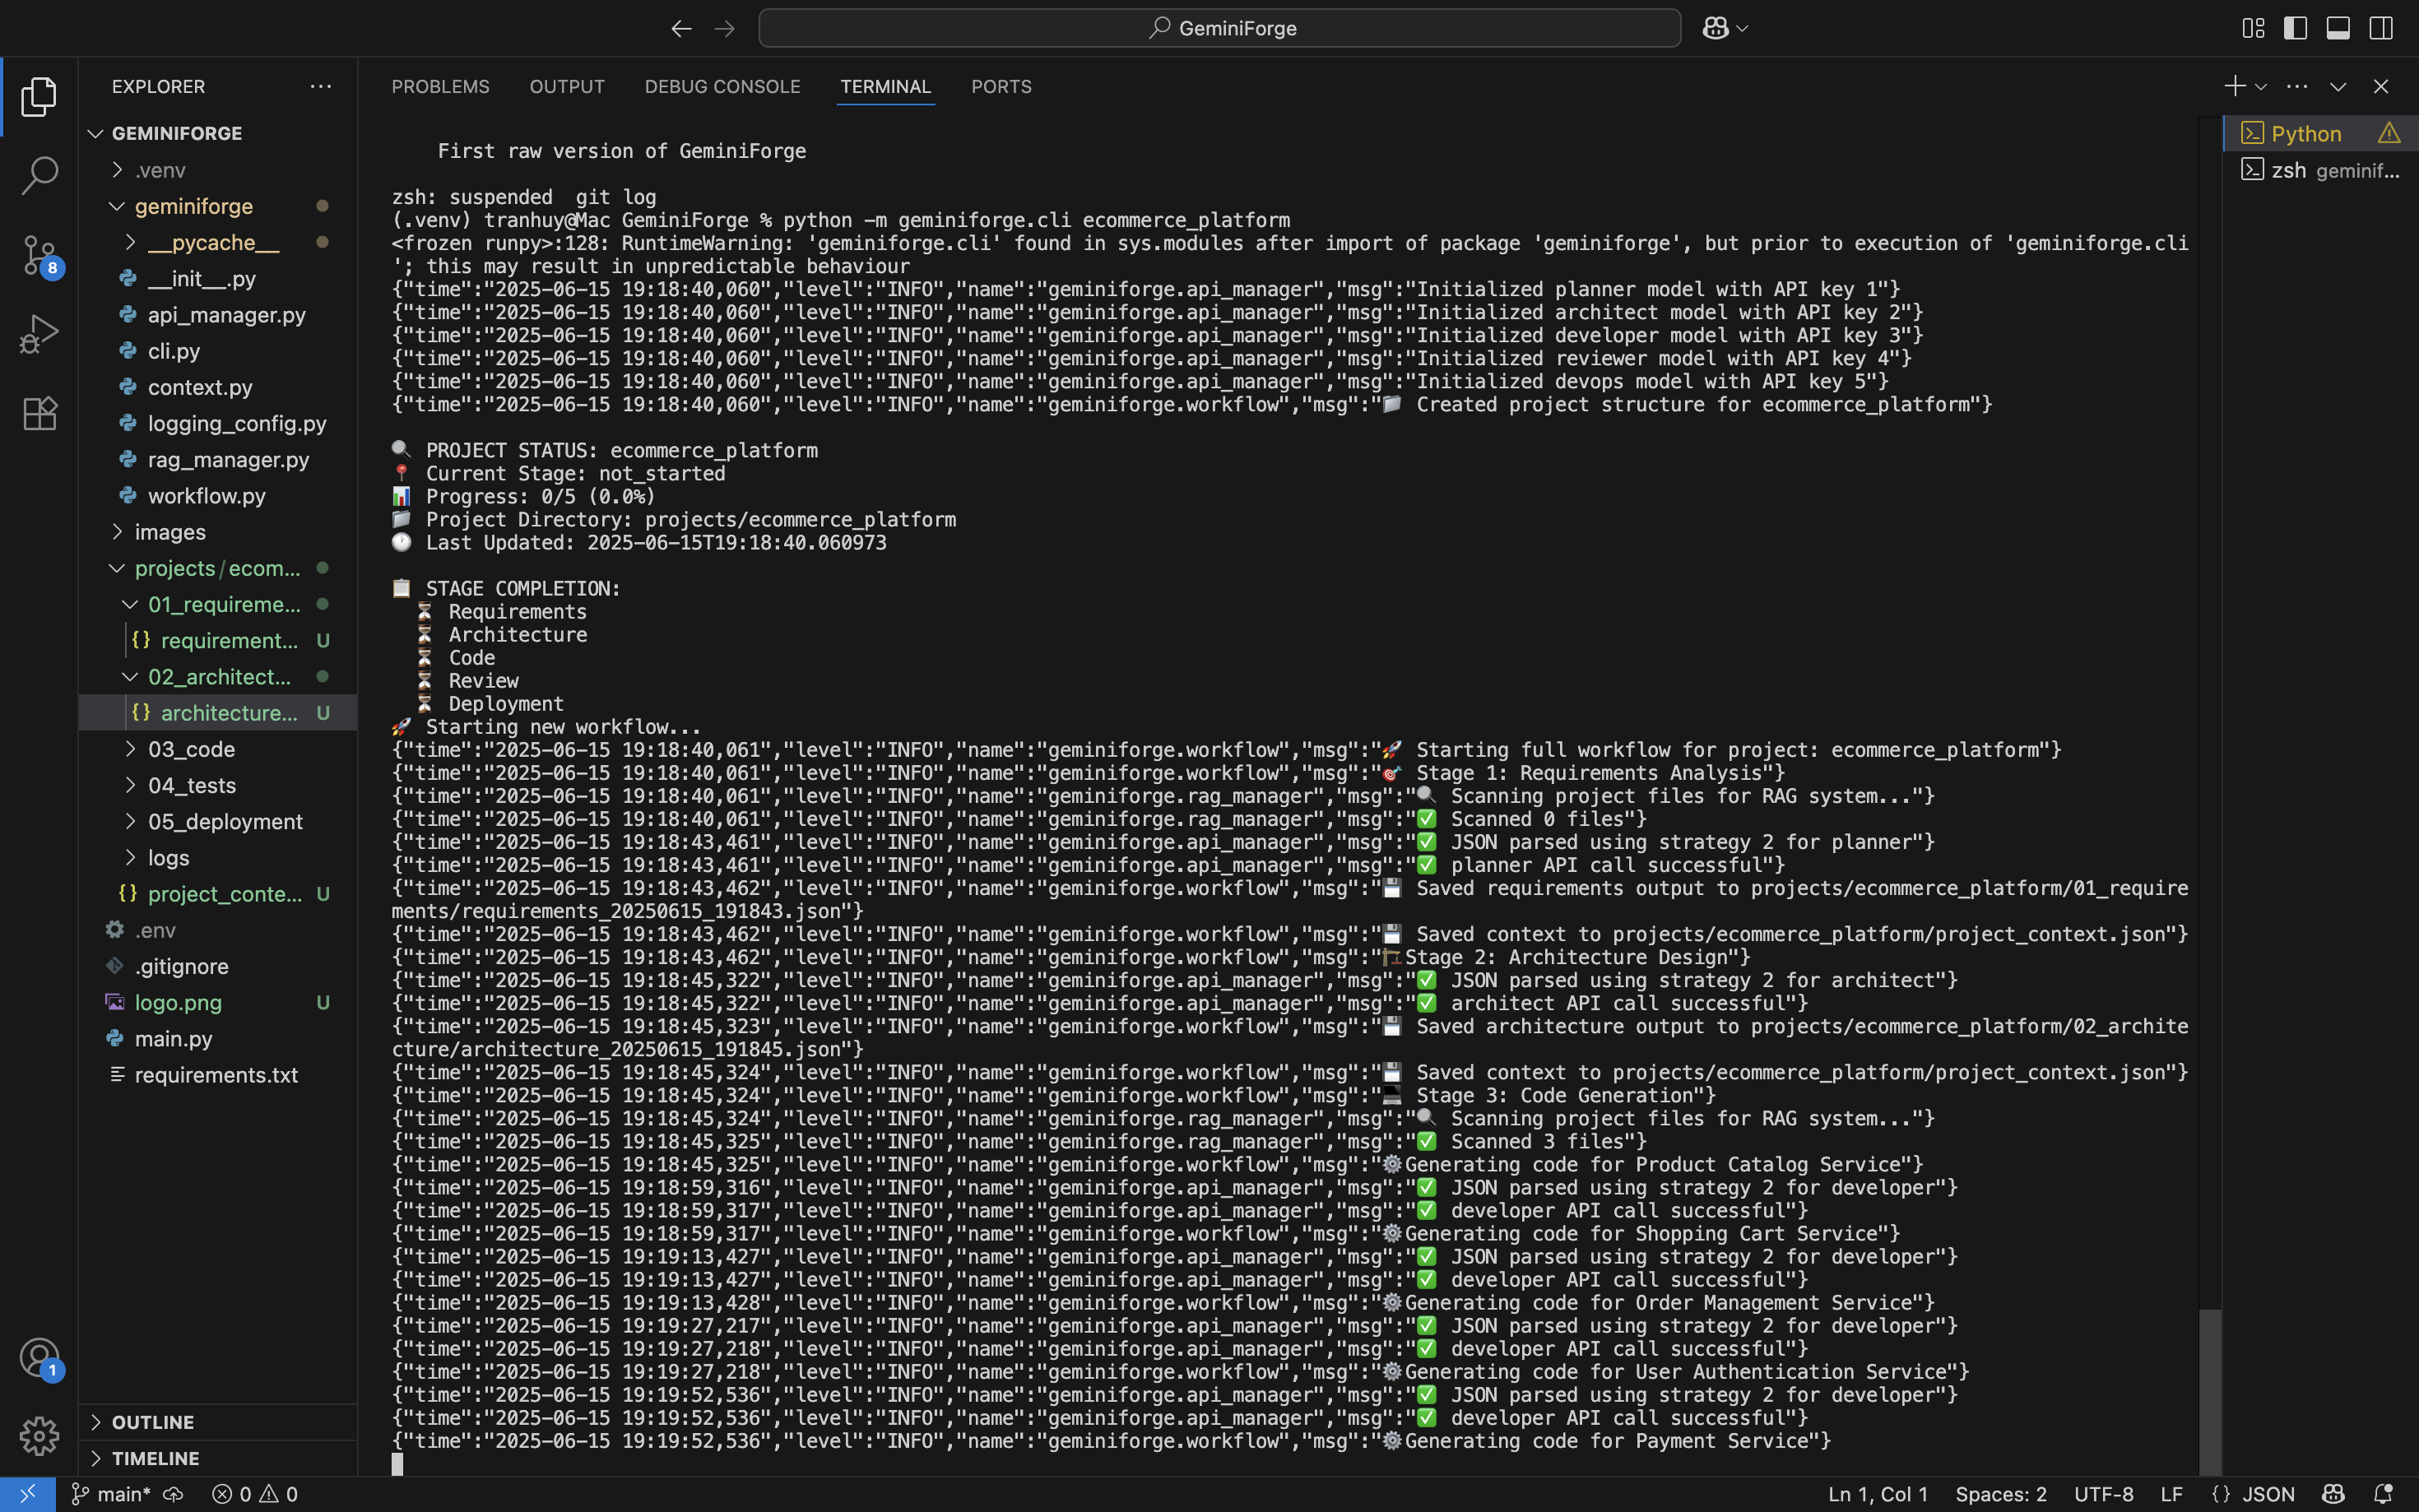 GeminiForge
EXPLORER
GEMINIFORGE
.venv
geminiforge
__pycache__
__init__.py
api_manager.py
cli.py
context.py
logging_config.py
rag_manager.py
workflow.py
images
projects/ecom...
01_requireme...
requirement... U
02_architect...
architecture... U
03_code
04_tests
05_deployment
logs
project_conte... U
.env
.gitignore
logo.png U
main.py
requirements.txt
OUTLINE
TIMELINE
8
1
PROBLEMS OUTPUT DEBUG CONSOLE TERMINAL PORTS
First raw version of GeminiForge
zsh: suspended  git log
(.venv) tranhuy@Mac GeminiForge % python -m geminiforge.cli ecommerce_platform
<frozen runpy>:128: RuntimeWarning: 'geminiforge.cli' found in sys.modules after import of package 'geminiforge', but prior to execution of 'geminiforge.cli
'; this may result in unpredictable behaviour
{"time":"2025-06-15 19:18:40,060","level":"INFO","name":"geminiforge.api_manager","msg":"Initialized planner model with API key 1"}
{"time":"2025-06-15 19:18:40,060","level":"INFO","name":"geminiforge.api_manager","msg":"Initialized architect model with API key 2"}
{"time":"2025-06-15 19:18:40,060","level":"INFO","name":"geminiforge.api_manager","msg":"Initialized developer model with API key 3"}
{"time":"2025-06-15 19:18:40,060","level":"INFO","name":"geminiforge.api_manager","msg":"Initialized reviewer model with API key 4"}
{"time":"2025-06-15 19:18:40,060","level":"INFO","name":"geminiforge.api_manager","msg":"Initialized devops model with API key 5"}
{"time":"2025-06-15 19:18:40,060","level":"INFO","name":"geminiforge.workflow","msg":"📁 Created project structure for ecommerce_platform"}
🔍 PROJECT STATUS: ecommerce_platform
📍 Current Stage: not_started
📊 Progress: 0/5 (0.0%)
📁 Project Directory: projects/ecommerce_platform
🕐 Last Updated: 2025-06-15T19:18:40.060973
📋 STAGE COMPLETION:
⏳ Requirements
⏳ Architecture
⏳ Code
⏳ Review
⏳ Deployment
🚀 Starting new workflow...
{"time":"2025-06-15 19:18:40,061","level":"INFO","name":"geminiforge.workflow","msg":"🚀 Starting full workflow for project: ecommerce_platform"}
{"time":"2025-06-15 19:18:40,061","level":"INFO","name":"geminiforge.workflow","msg":"🎯 Stage 1: Requirements Analysis"}
{"time":"2025-06-15 19:18:40,061","level":"INFO","name":"geminiforge.rag_manager","msg":"🔍 Scanning project files for RAG system..."}
{"time":"2025-06-15 19:18:40,061","level":"INFO","name":"geminiforge.rag_manager","msg":"✅ Scanned 0 files"}
{"time":"2025-06-15 19:18:43,461","level":"INFO","name":"geminiforge.api_manager","msg":"✅ JSON parsed using strategy 2 for planner"}
{"time":"2025-06-15 19:18:43,461","level":"INFO","name":"geminiforge.api_manager","msg":"✅ planner API call successful"}
{"time":"2025-06-15 19:18:43,462","level":"INFO","name":"geminiforge.workflow","msg":"💾 Saved requirements output to projects/ecommerce_platform/01_require
ments/requirements_20250615_191843.json"}
{"time":"2025-06-15 19:18:43,462","level":"INFO","name":"geminiforge.workflow","msg":"💾 Saved context to projects/ecommerce_platform/project_context.json"}
{"time":"2025-06-15 19:18:43,462","level":"INFO","name":"geminiforge.workflow","msg":"🏗️Stage 2: Architecture Design"}
{"time":"2025-06-15 19:18:45,322","level":"INFO","name":"geminiforge.api_manager","msg":"✅ JSON parsed using strategy 2 for architect"}
{"time":"2025-06-15 19:18:45,322","level":"INFO","name":"geminiforge.api_manager","msg":"✅ architect API call successful"}
{"time":"2025-06-15 19:18:45,323","level":"INFO","name":"geminiforge.workflow","msg":"💾 Saved architecture output to projects/ecommerce_platform/02_archite
cture/architecture_20250615_191845.json"}
{"time":"2025-06-15 19:18:45,324","level":"INFO","name":"geminiforge.workflow","msg":"💾 Saved context to projects/ecommerce_platform/project_context.json"}
{"time":"2025-06-15 19:18:45,324","level":"INFO","name":"geminiforge.workflow","msg":"💻 Stage 3: Code Generation"}
{"time":"2025-06-15 19:18:45,324","level":"INFO","name":"geminiforge.rag_manager","msg":"🔍 Scanning project files for RAG system..."}
{"time":"2025-06-15 19:18:45,325","level":"INFO","name":"geminiforge.rag_manager","msg":"✅ Scanned 3 files"}
{"time":"2025-06-15 19:18:45,325","level":"INFO","name":"geminiforge.workflow","msg":"⚙️Generating code for Product Catalog Service"}
{"time":"2025-06-15 19:18:59,316","level":"INFO","name":"geminiforge.api_manager","msg":"✅ JSON parsed using strategy 2 for developer"}
{"time":"2025-06-15 19:18:59,317","level":"INFO","name":"geminiforge.api_manager","msg":"✅ developer API call successful"}
{"time":"2025-06-15 19:18:59,317","level":"INFO","name":"geminiforge.workflow","msg":"⚙️Generating code for Shopping Cart Service"}
{"time":"2025-06-15 19:19:13,427","level":"INFO","name":"geminiforge.api_manager","msg":"✅ JSON parsed using strategy 2 for developer"}
{"time":"2025-06-15 19:19:13,427","level":"INFO","name":"geminiforge.api_manager","msg":"✅ developer API call successful"}
{"time":"2025-06-15 19:19:13,428","level":"INFO","name":"geminiforge.workflow","msg":"⚙️Generating code for Order Management Service"}
{"time":"2025-06-15 19:19:27,217","level":"INFO","name":"geminiforge.api_manager","msg":"✅ JSON parsed using strategy 2 for developer"}
{"time":"2025-06-15 19:19:27,218","level":"INFO","name":"geminiforge.api_manager","msg":"✅ developer API call successful"}
{"time":"2025-06-15 19:19:27,218","level":"INFO","name":"geminiforge.workflow","msg":"⚙️Generating code for User Authentication Service"}
{"time":"2025-06-15 19:19:52,536","level":"INFO","name":"geminiforge.api_manager","msg":"✅ JSON parsed using strategy 2 for developer"}
{"time":"2025-06-15 19:19:52,536","level":"INFO","name":"geminiforge.api_manager","msg":"✅ developer API call successful"}
{"time":"2025-06-15 19:19:52,536","level":"INFO","name":"geminiforge.workflow","msg":"⚙️Generating code for Payment Service"}
Python
zsh geminif...
main* 0 0
Ln 1, Col 1 Spaces: 2 UTF-8 LF {} JSON